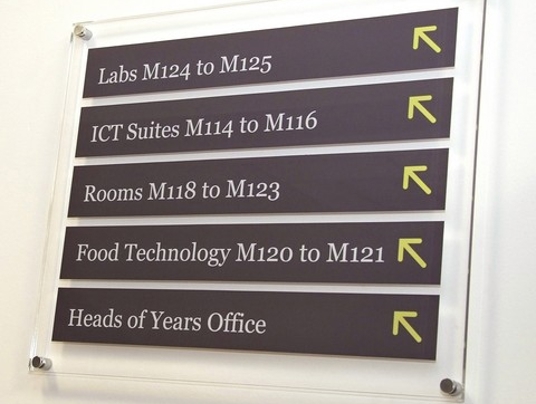 Labs M124 to M125
ICT Suites M114 to M116
Rooms M118 to M123
Food Technology M120 to M121
Heads of Years Office